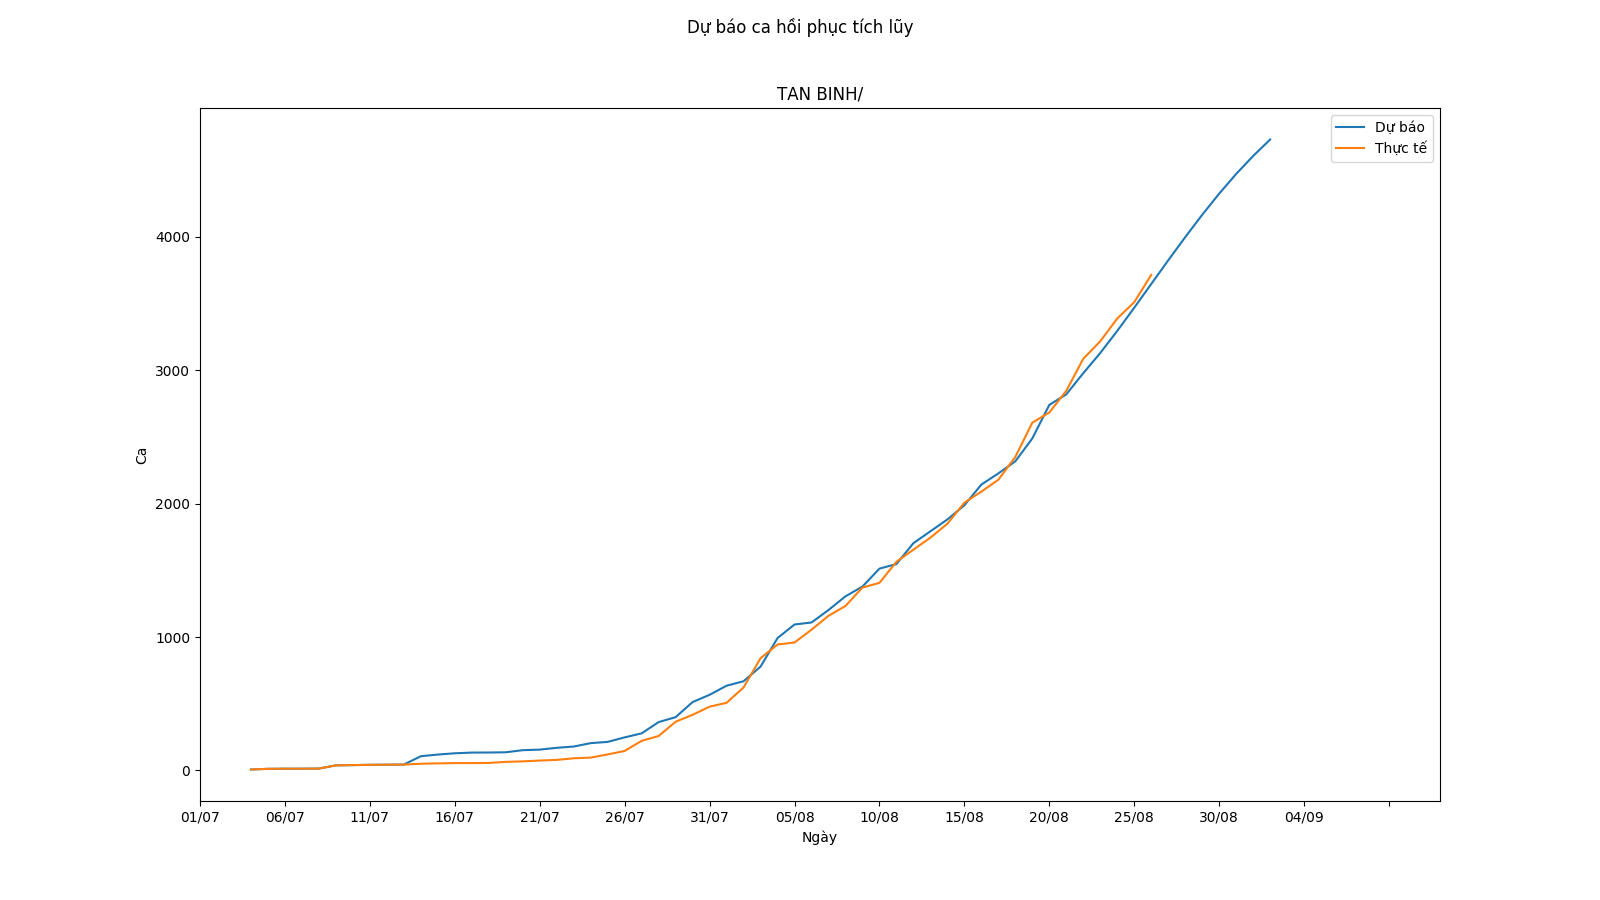 Dự báo ca hồi phục tích lũy
TAN BINH/
Dự báo
Thực tế
4000
3000
2000
1000
0
Ca
01/07 06/07 11/07 16/07 21/07 26/07 31/07 05/08 10/08 15/08 20/08 25/08 30/08 04/09
Ngày